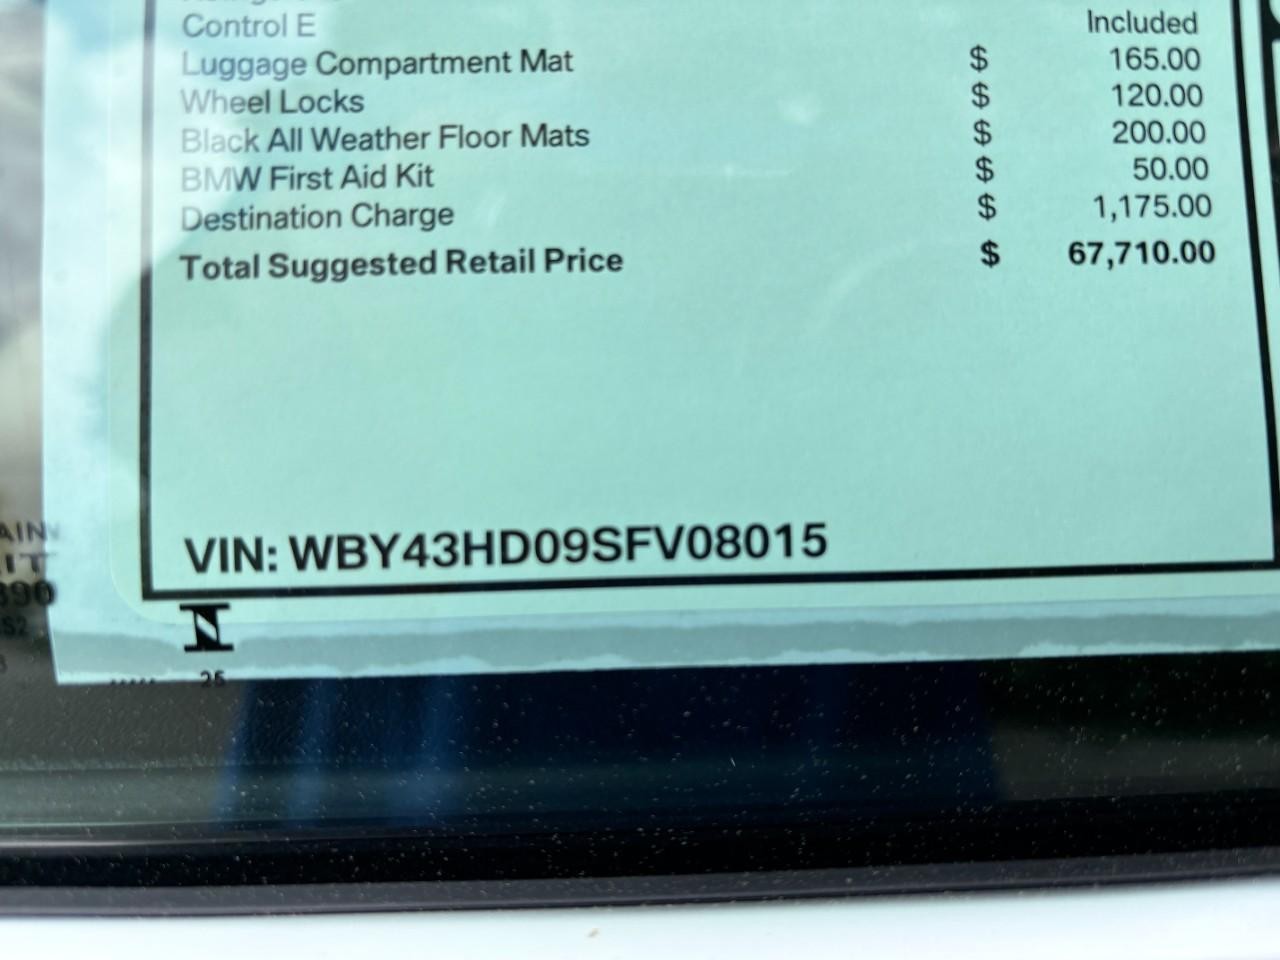 Control E Included
Luggage Compartment Mat $ 165.00
Wheel Locks $ 120.00
Black All Weather Floor Mats $ 200.00
BMW First Aid Kit $ 50.00
Destination Charge $ 1,175.00
Total Suggested Retail Price $ 67,710.00
VIN: WBY43HD09SFV08015
25